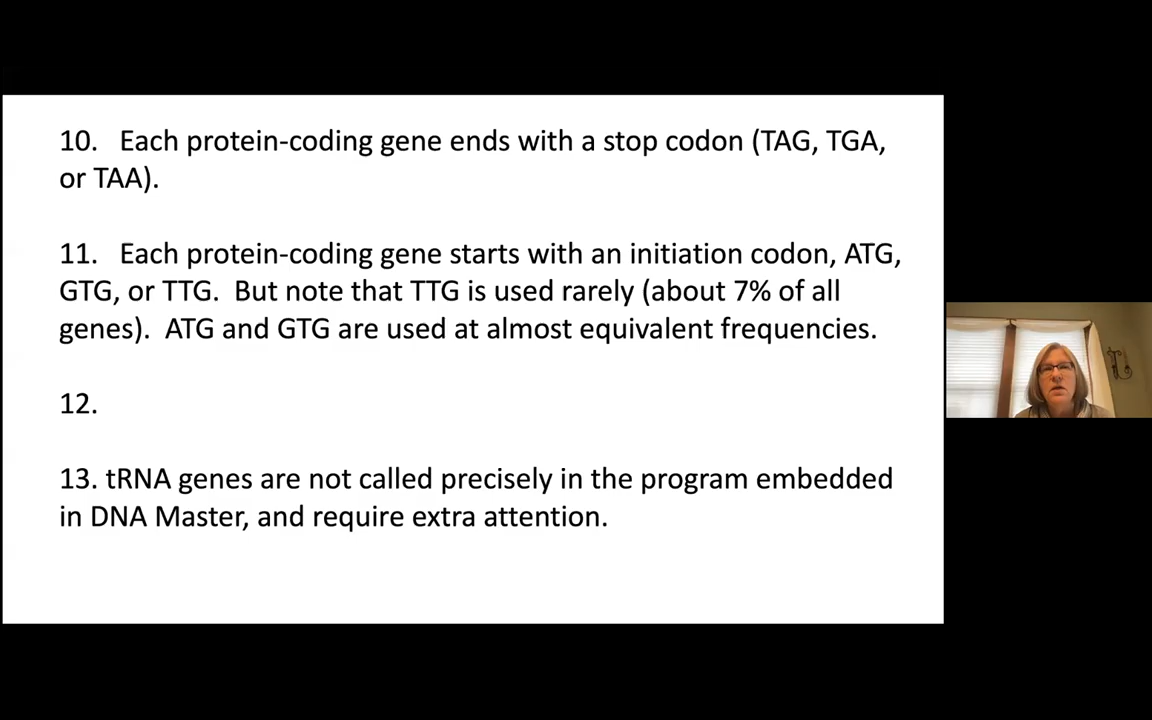 10. Each protein-coding gene ends with a stop codon (TAG, TGA,
or TAA).
11. Each protein-coding gene starts with an initiation codon, ATG,
GTG, or TTG. But note that TTG is used rarely (about 7% of all
genes). ATG and GTG are used at almost equivalent frequencies.
12.
13. tRNA genes are not called precisely in the program embedded
in DNA Master, and require extra attention.